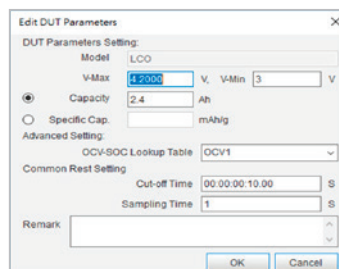 Edit DUT Parameters
DUT Parameters Setting:
Model LCO
V-Max 4.2000 V, V-Min 3 V
Capacity 2.4 Ah
Specific Cap. mAh/g
Advanced Setting:
OCV-SOC Lookup Table OCV1
Common Rest Setting
Cut-off Time 00:00:00:10.00 S
Sampling Time 1 S
Remark
OK Cancel